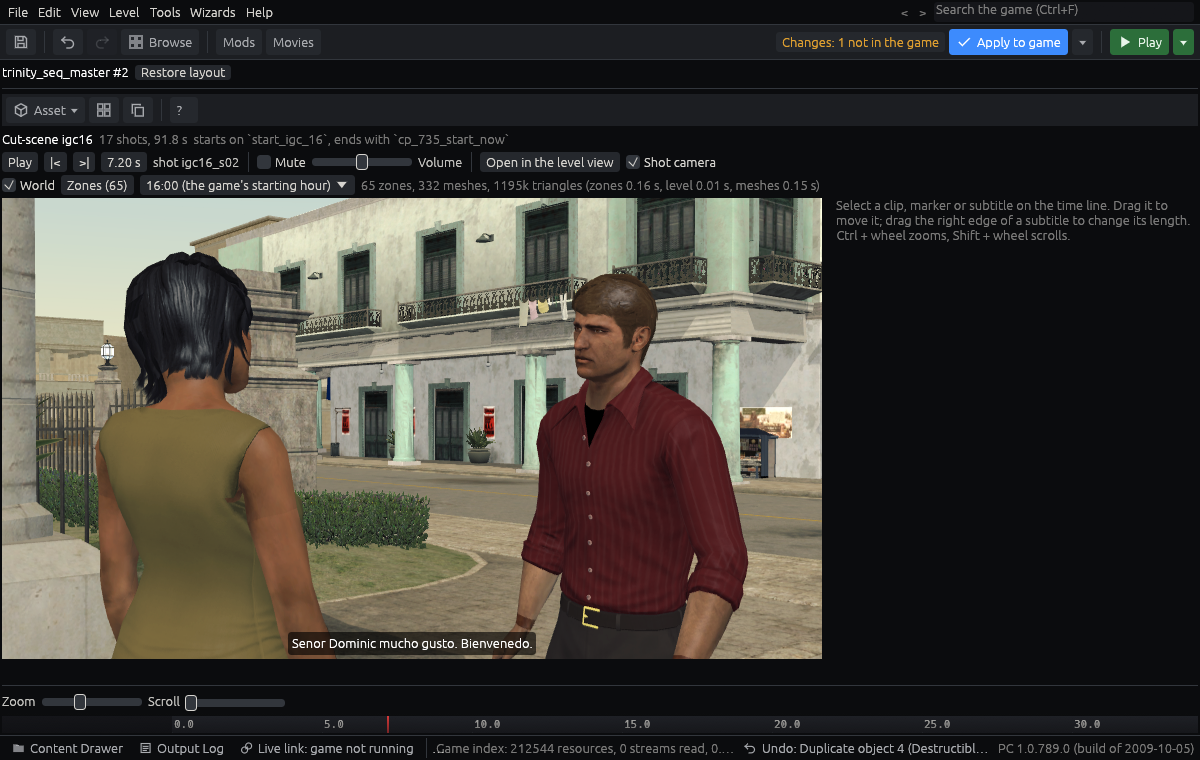 File Edit View Level Tools Wizards Help < > Search the game (Ctrl+F)
Browse Mods Movies Changes: 1 not in the game Apply to game Play
trinity_seq_master #2 Restore layout
Asset ?
Cut-scene igc16 17 shots, 91.8 s starts on `start_igc_16`, ends with `cp_735_start_now`
Play |< >| 7.20 s shot igc16_s02 Mute Volume Open in the level view Shot camera
World Zones (65) 16:00 (the game's starting hour) 65 zones, 332 meshes, 1195k triangles (zones 0.16 s, level 0.01 s, meshes 0.15 s)
Select a clip, marker or subtitle on the time line. Drag it to
move it; drag the right edge of a subtitle to change its length.
Ctrl + wheel zooms, Shift + wheel scrolls.
Senor Dominic mucho gusto. Bienvenedo.
Zoom Scroll
0.0 5.0 10.0 15.0 20.0 25.0 30.0
Content Drawer Output Log Live link: game not running .Game index: 212544 resources, 0 streams read, 0.... Undo: Duplicate object 4 (Destructibl... PC 1.0.789.0 (build of 2009-10-05)